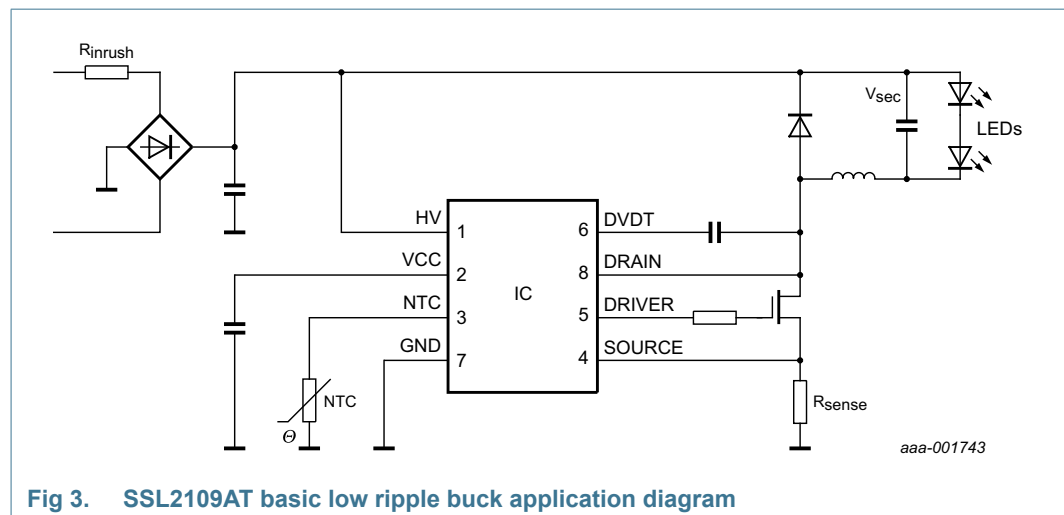 Rinrush
Vsec
LEDs
HV
1
6
DVDT
VCC
2
8
DRAIN
IC
NTC
3
5
DRIVER
GND
7
4
SOURCE
NTC
Θ
Rsense
aaa-001743
Fig 3. SSL2109AT basic low ripple buck application diagram